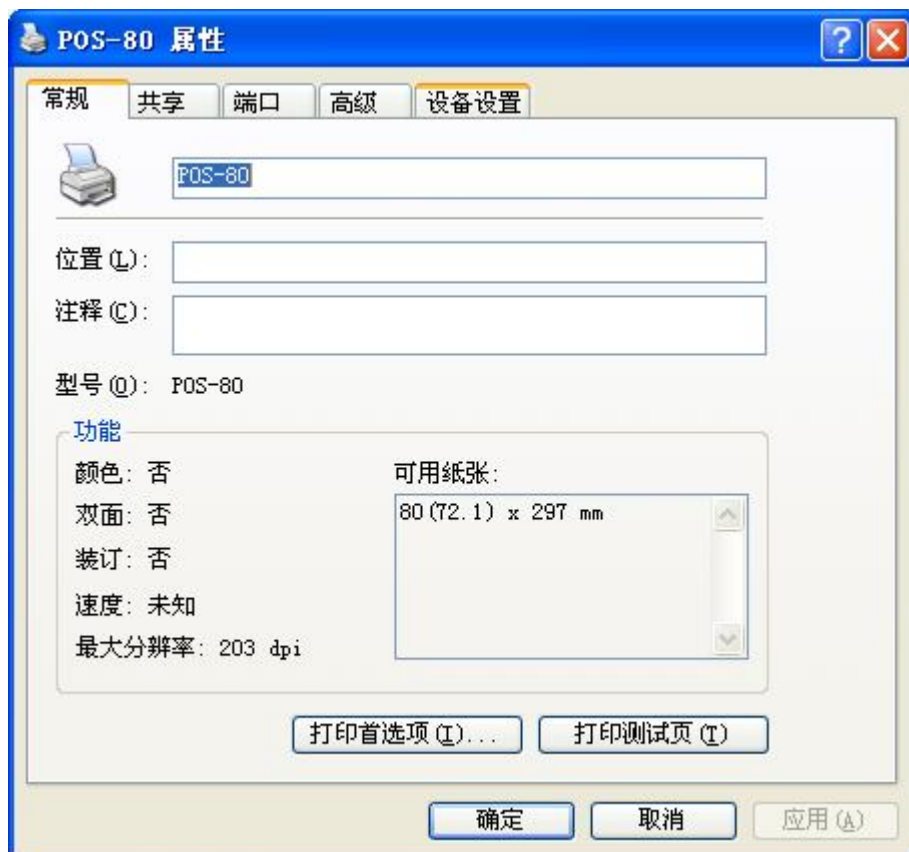 POS-80 属性
常规 共享 端口 高级 设备设置
POS-80
位置(L):
注释(C):
型号(O): POS-80
功能
颜色: 否
双面: 否
装订: 否
速度: 未知
最大分辨率: 203 dpi
可用纸张:
80(72.1) x 297 mm
打印首选项(I)... 打印测试页(T)
确定 取消 应用(A)